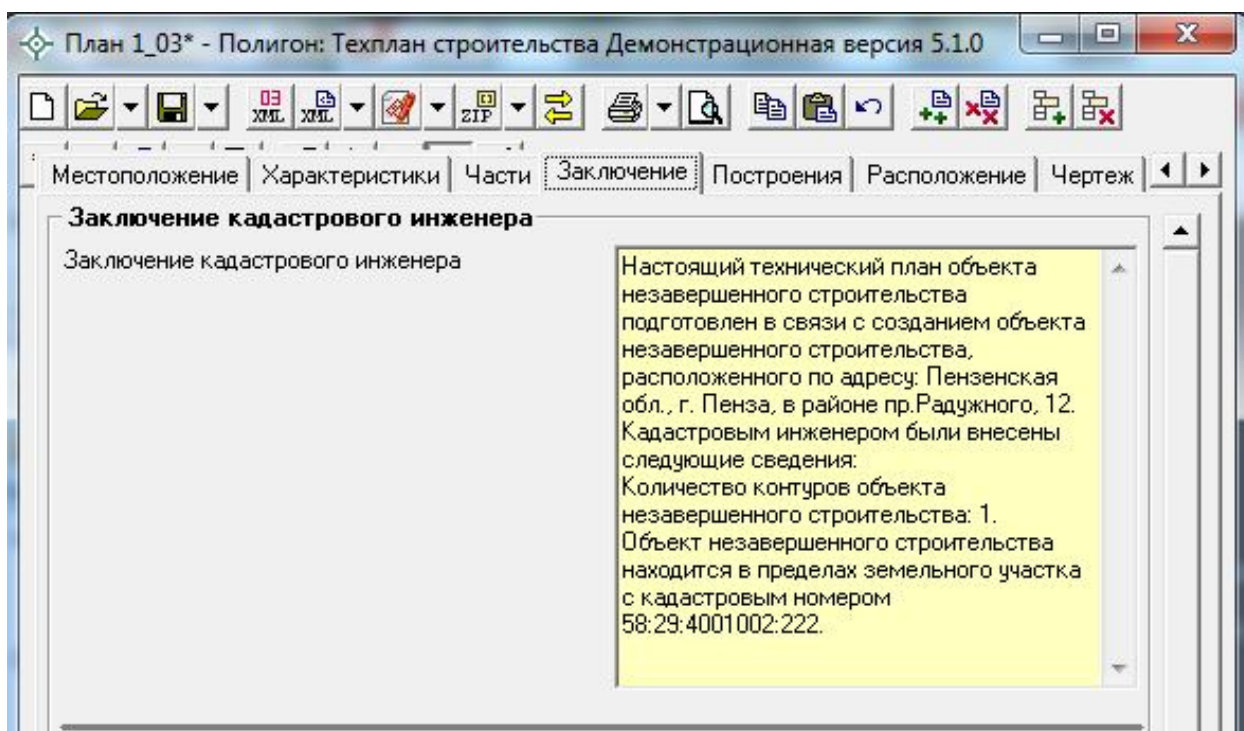 План 1_03* - Полигон: Техплан строительства Демонстрационная версия 5.1.0
03 XML XML ZIP
Местоположение Характеристики Части Заключение Построения Расположение Чертеж
Заключение кадастрового инженера
Заключение кадастрового инженера
Настоящий технический план объекта
незавершенного строительства
подготовлен в связи с созданием объекта
незавершенного строительства,
расположенного по адресу: Пензенская
обл., г. Пенза, в районе пр.Радужного, 12.
Кадастровым инженером были внесены
следующие сведения:
Количество контуров объекта
незавершенного строительства: 1.
Объект незавершенного строительства
находится в пределах земельного участка
с кадастровым номером
58:29:4001002:222.